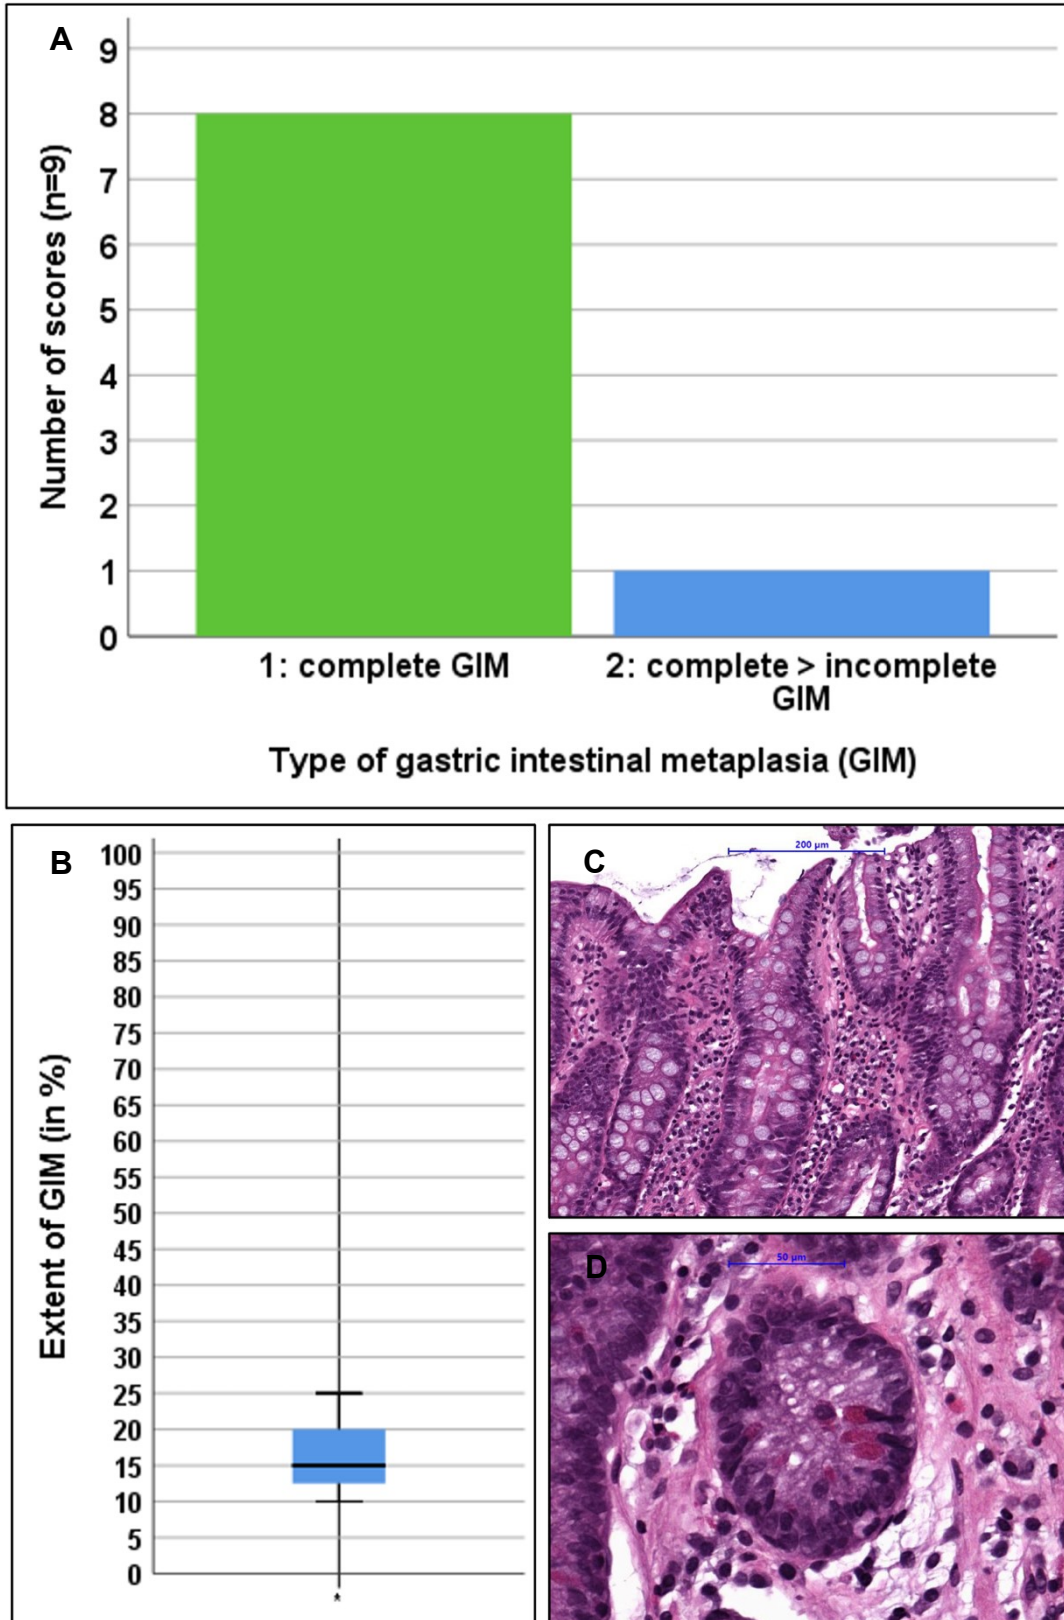 A
Number of scores (n=9)
9
8
7
6
5
4
3
2
1
0
1: complete GIM
2: complete > incomplete
GIM
Type of gastric intestinal metaplasia (GIM)
B
Extent of GIM (in %)
100
95
90
85
80
75
70
65
60
55
50
45
40
35
30
25
20
15
10
5
0
*
C
200 µm
D
50 µm